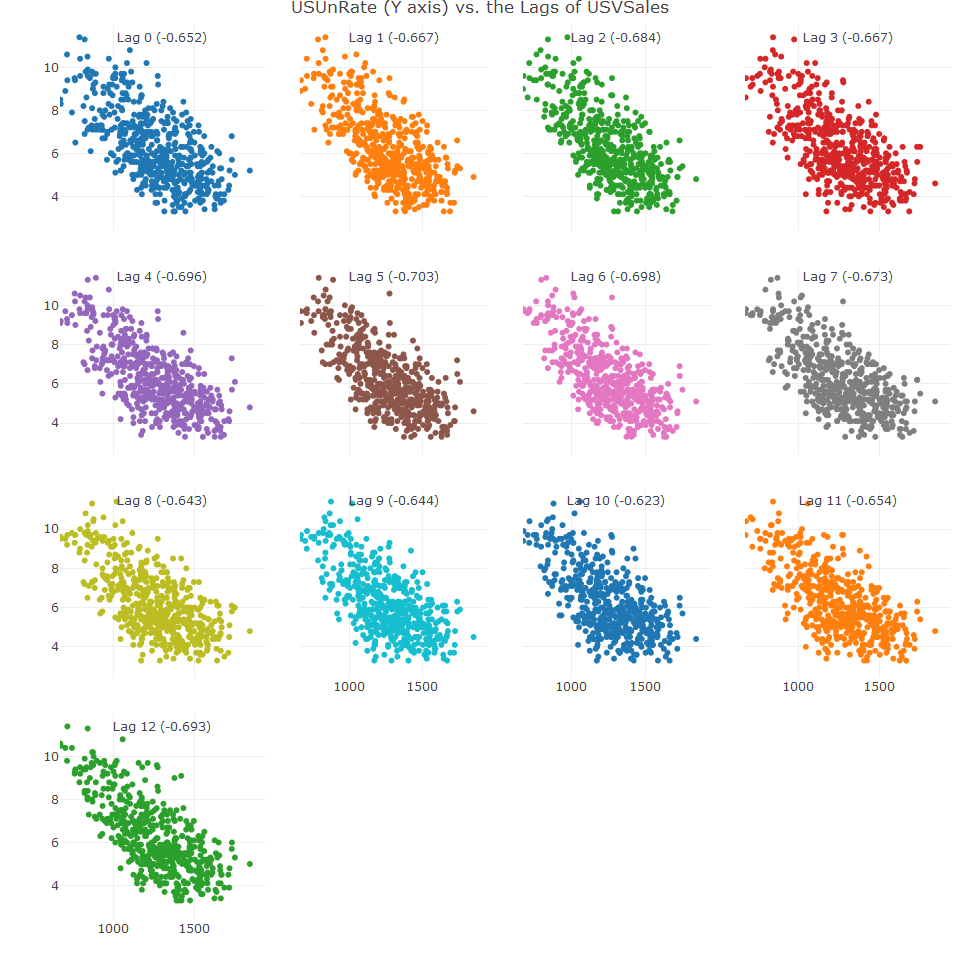 USUnRate (Y axis) vs. the Lags of USVSales
Lag 0 (-0.652) Lag 1 (-0.667) Lag 2 (-0.684) Lag 3 (-0.667)
10
8
6
4
Lag 4 (-0.696) Lag 5 (-0.703) Lag 6 (-0.698) Lag 7 (-0.673)
10
8
6
4
Lag 8 (-0.643) Lag 9 (-0.644) Lag 10 (-0.623) Lag 11 (-0.654)
10
8
6
4
1000 1500 1000 1500 1000 1500
Lag 12 (-0.693)
10
8
6
4
1000 1500